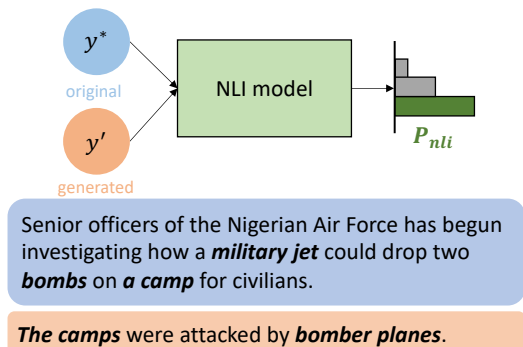 y*
original
NLI model
y′
generated
P_nli
Senior officers of the Nigerian Air Force has begun
investigating how a military jet could drop two
bombs on a camp for civilians.
The camps were attacked by bomber planes.